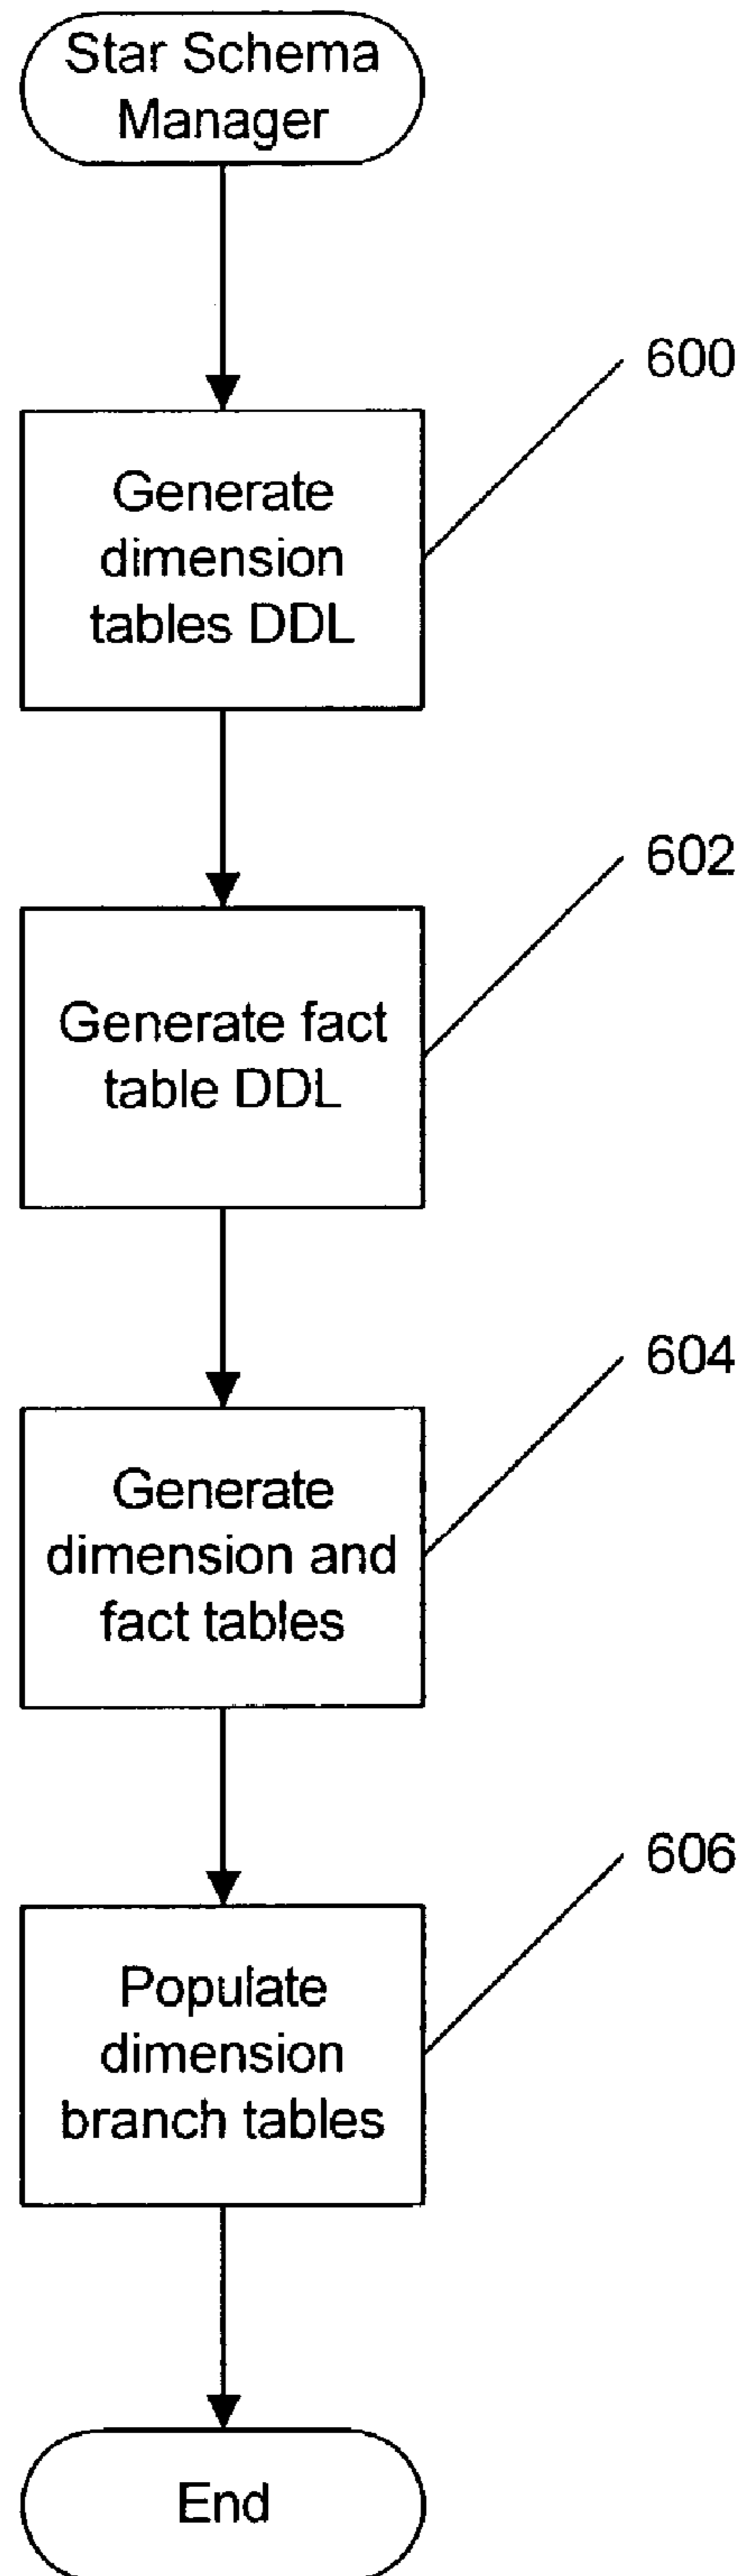 Star Schema
Manager
600
Generate
dimension
tables DDL
602
Generate fact
table DDL
604
Generate
dimension and
fact tables
606
Populate
dimension
branch tables
End